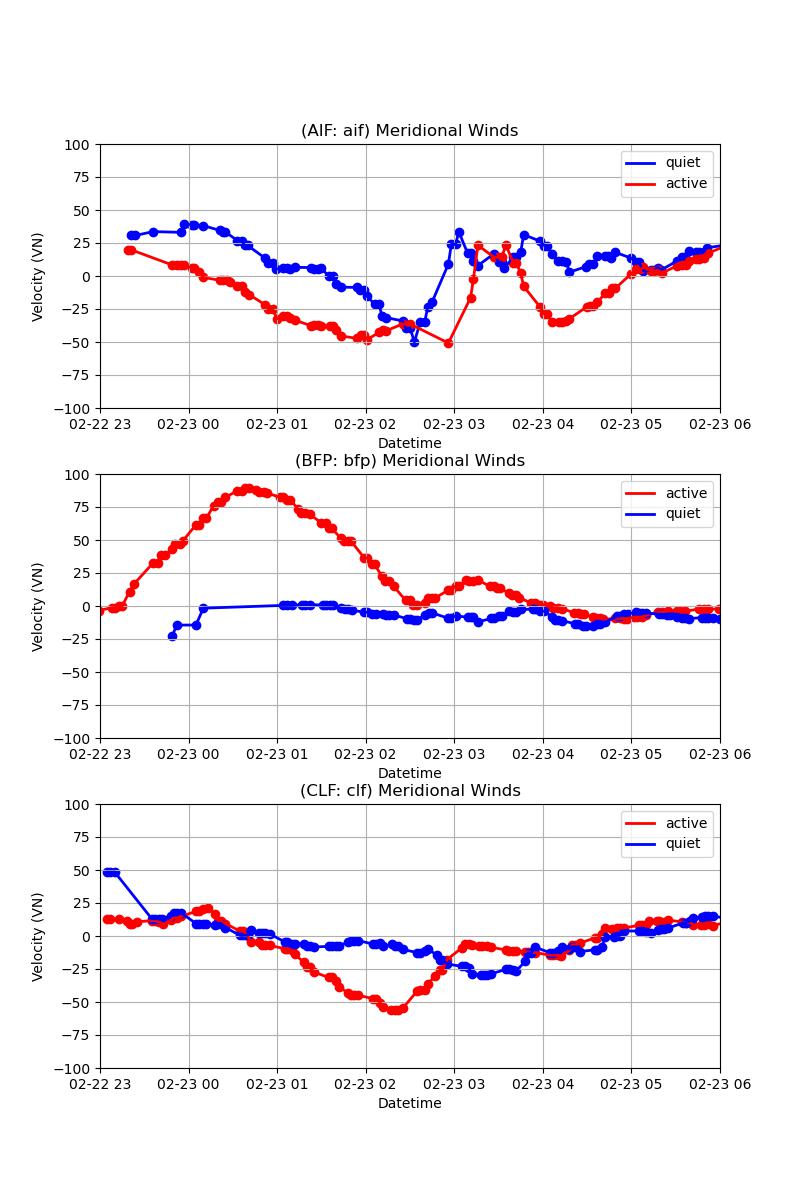 (AIF: aif) Meridional Winds
100
75
50
25
0
−25
−50
−75
−100
Velocity (VN)
quiet
active
02-22 23 02-23 00 02-23 01 02-23 02 02-23 03 02-23 04 02-23 05 02-23 06
Datetime
(BFP: bfp) Meridional Winds
100
75
50
25
0
−25
−50
−75
−100
Velocity (VN)
active
quiet
02-22 23 02-23 00 02-23 01 02-23 02 02-23 03 02-23 04 02-23 05 02-23 06
Datetime
(CLF: clf) Meridional Winds
100
75
50
25
0
−25
−50
−75
−100
Velocity (VN)
active
quiet
02-22 23 02-23 00 02-23 01 02-23 02 02-23 03 02-23 04 02-23 05 02-23 06
Datetime